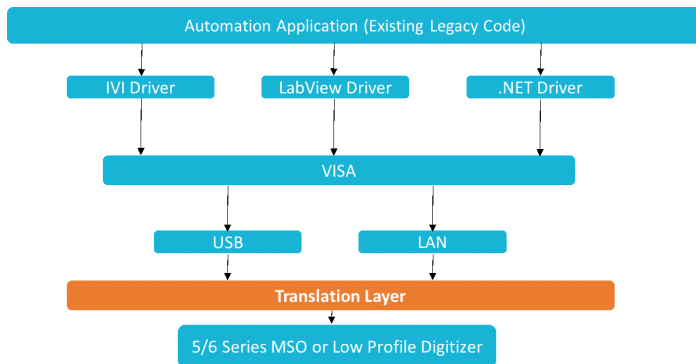 Automation Application (Existing Legacy Code)
IVI Driver
LabView Driver
.NET Driver
VISA
USB
LAN
Translation Layer
5/6 Series MSO or Low Profile Digitizer